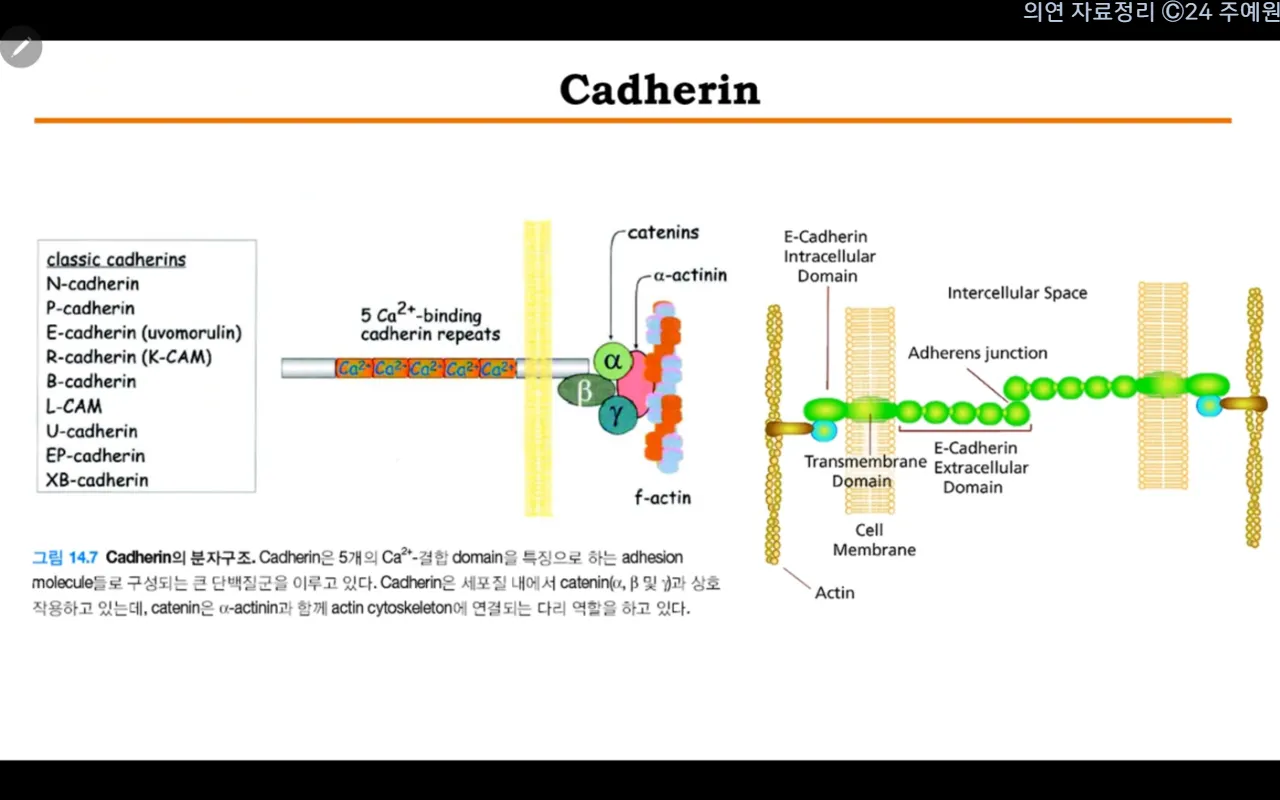 의연 자료정리 ©24 주예원
Cadherin
classic cadherins
N-cadherin
P-cadherin
E-cadherin (uvomorulin)
R-cadherin (K-CAM)
B-cadherin
L-CAM
U-cadherin
EP-cadherin
XB-cadherin
5 Ca2+-binding
cadherin repeats
Ca2+ Ca2+ Ca2+ Ca2+ Ca2+
catenins
α-actinin
α
β
γ
f-actin
그림 14.7 Cadherin의 분자구조. Cadherin은 5개의 Ca2+-결합 domain을 특징으로 하는 adhesion
molecule들로 구성되는 큰 단백질군을 이루고 있다. Cadherin은 세포질 내에서 catenin(α, β 및 γ)과 상호
작용하고 있는데, catenin은 α-actinin과 함께 actin cytoskeleton에 연결되는 다리 역할을 하고 있다.
E-Cadherin
Intracellular
Domain
Intercellular Space
Adherens junction
Transmembrane
Domain
E-Cadherin
Extracellular
Domain
Cell
Membrane
Actin